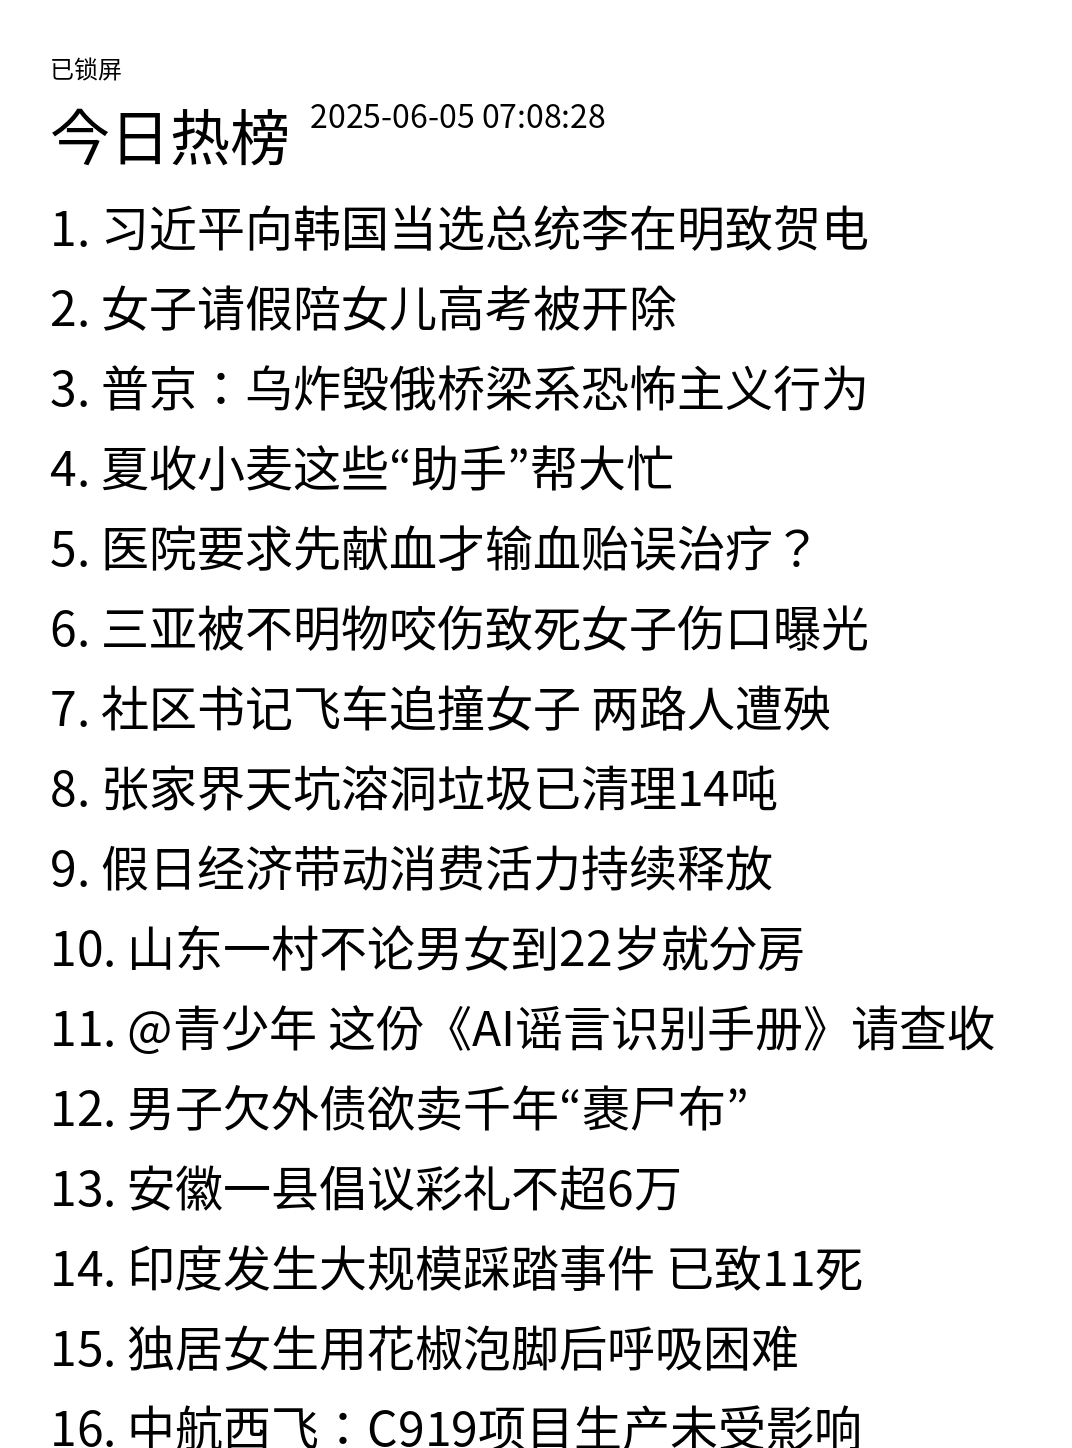 已锁屏
今日热榜 2025-06-05 07:08:28
1. 习近平向韩国当选总统李在明致贺电
2. 女子请假陪女儿高考被开除
3. 普京：乌炸毁俄桥梁系恐怖主义行为
4. 夏收小麦这些“助手”帮大忙
5. 医院要求先献血才输血贻误治疗？
6. 三亚被不明物咬伤致死女子伤口曝光
7. 社区书记飞车追撞女子 两路人遭殃
8. 张家界天坑溶洞垃圾已清理14吨
9. 假日经济带动消费活力持续释放
10. 山东一村不论男女到22岁就分房
11. @青少年 这份《AI谣言识别手册》请查收
12. 男子欠外债欲卖千年“裹尸布”
13. 安徽一县倡议彩礼不超6万
14. 印度发生大规模踩踏事件 已致11死
15. 独居女生用花椒泡脚后呼吸困难
16. 中航西飞：C919项目生产未受影响